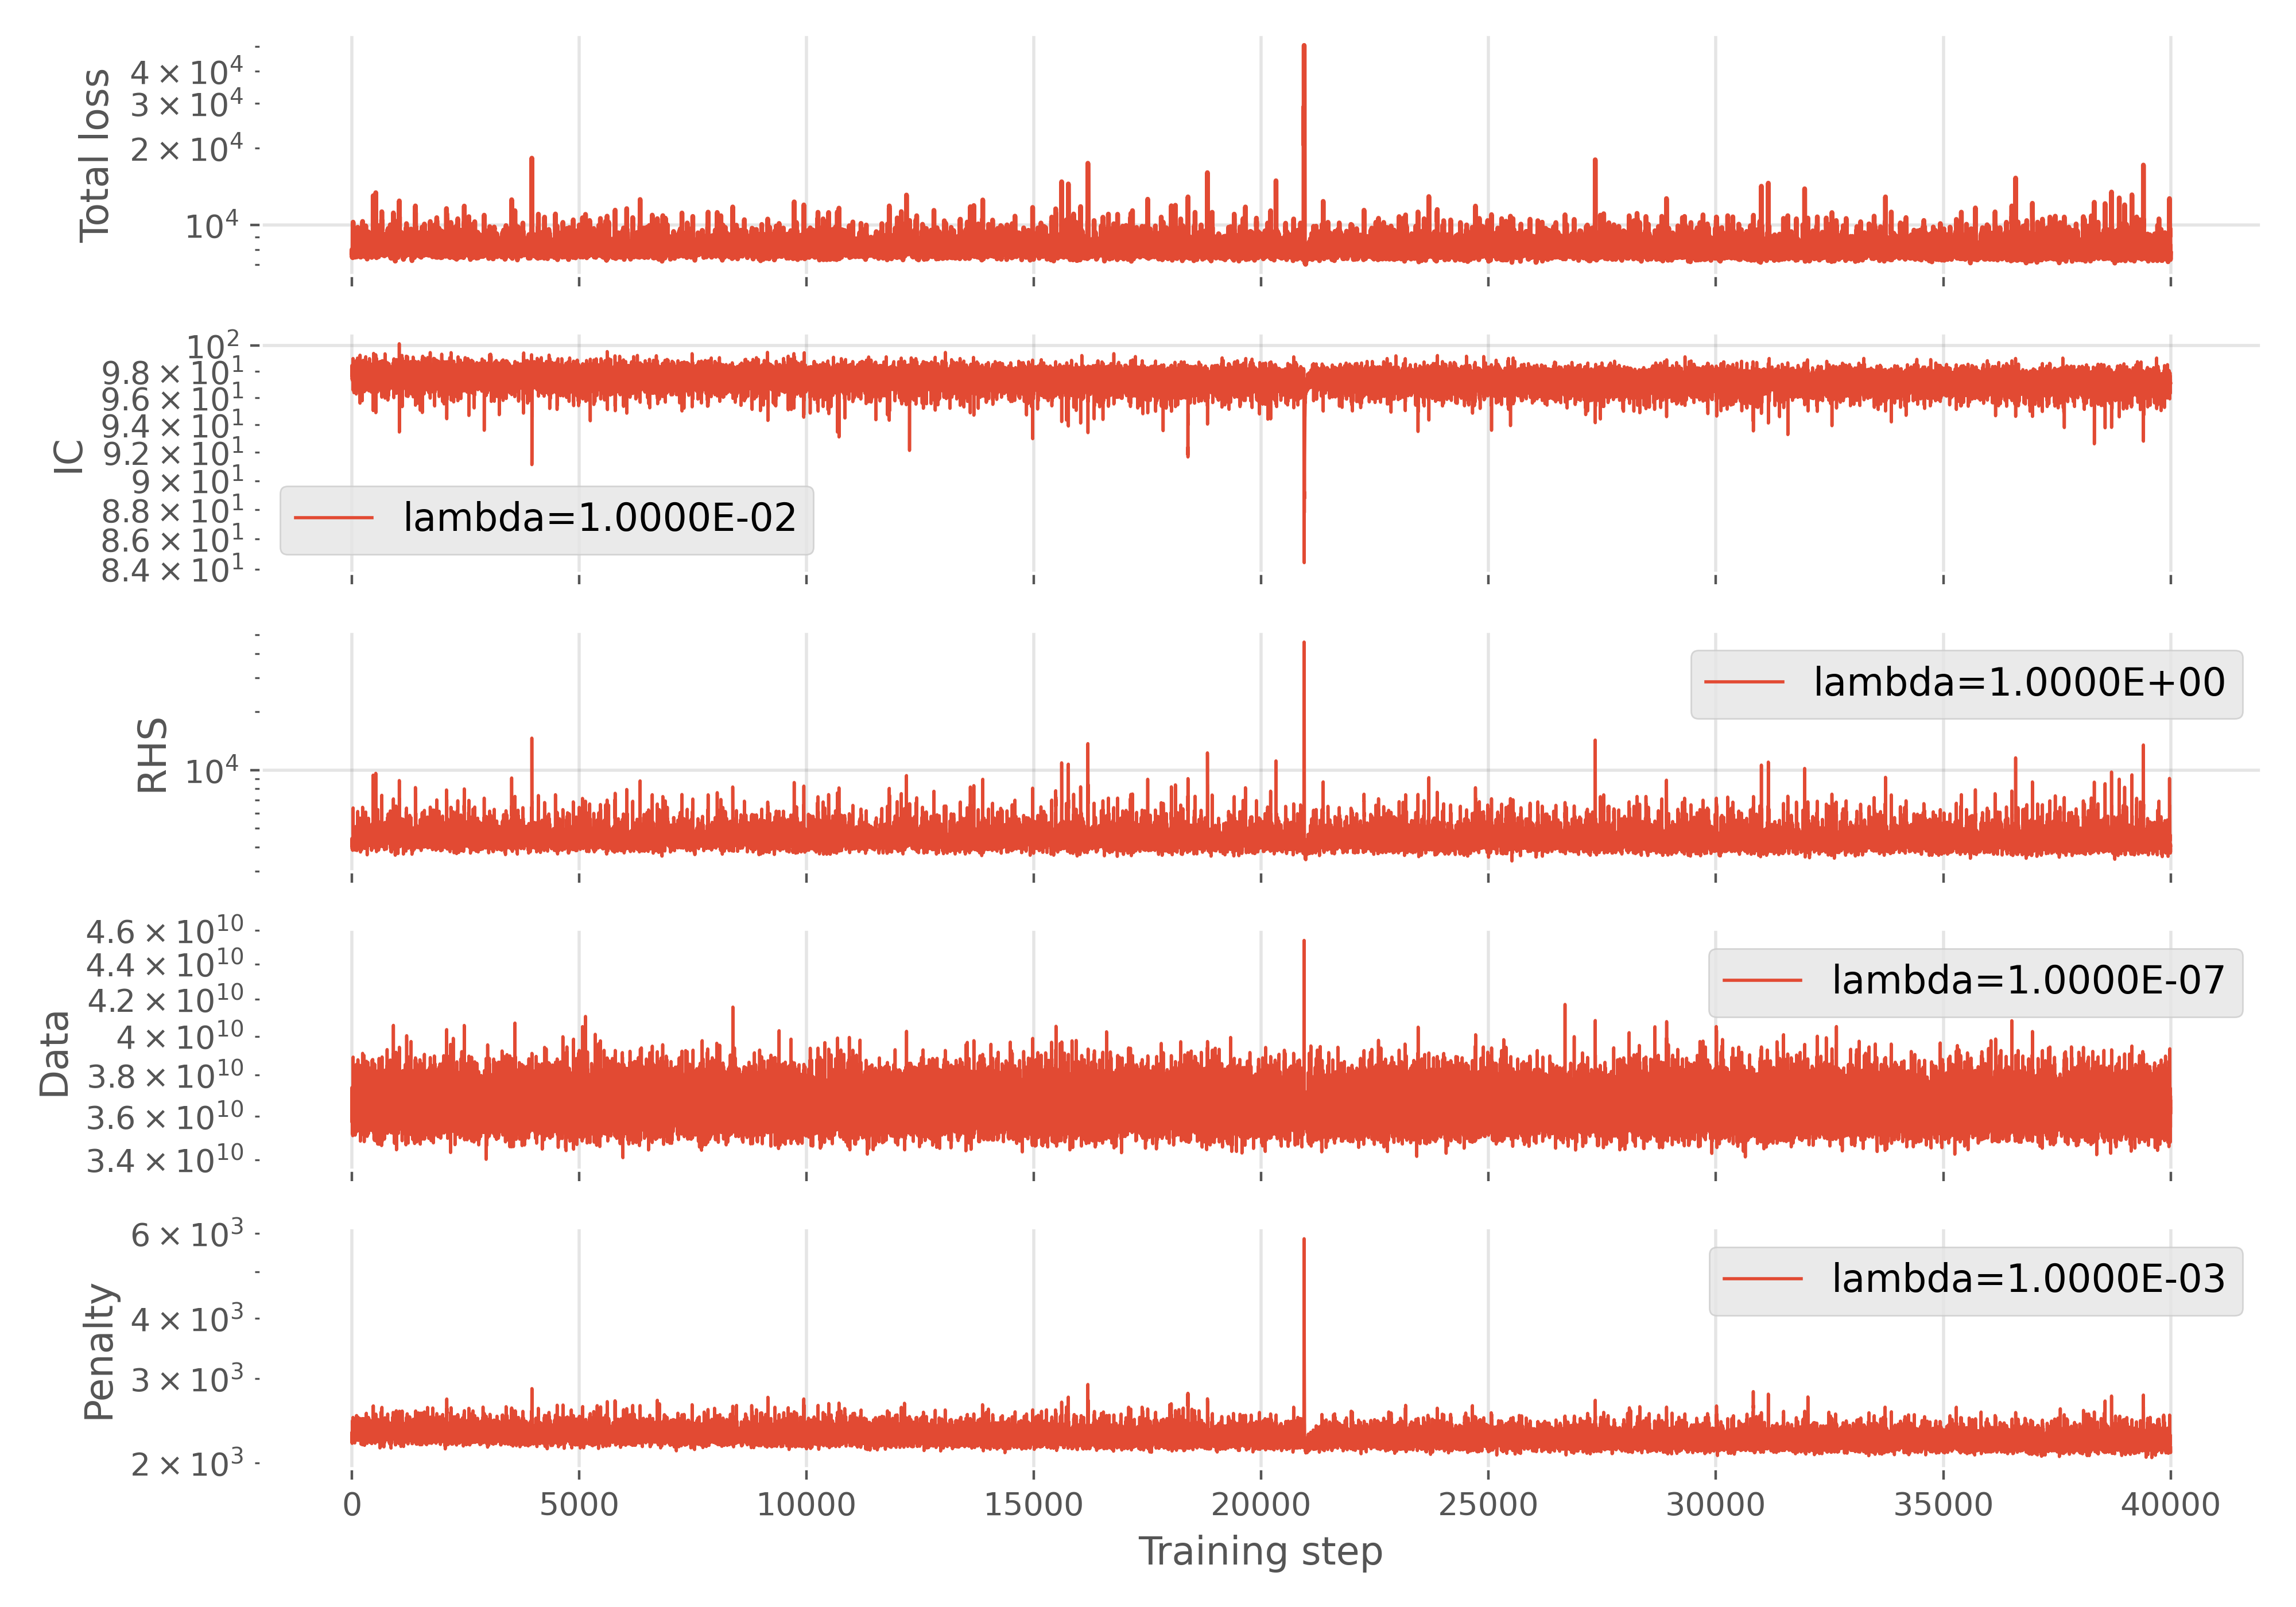 Total loss
4 × 10⁴
3 × 10⁴
2 × 10⁴
10⁴
IC
10²
9.8 × 10¹
9.6 × 10¹
9.4 × 10¹
9.2 × 10¹
9 × 10¹
8.8 × 10¹
8.6 × 10¹
8.4 × 10¹
lambda=1.0000E-02
RHS
10⁴
lambda=1.0000E+00
Data
4.6 × 10¹⁰
4.4 × 10¹⁰
4.2 × 10¹⁰
4 × 10¹⁰
3.8 × 10¹⁰
3.6 × 10¹⁰
3.4 × 10¹⁰
lambda=1.0000E-07
Penalty
6 × 10³
4 × 10³
3 × 10³
2 × 10³
lambda=1.0000E-03
0 5000 10000 15000 20000 25000 30000 35000 40000
Training step